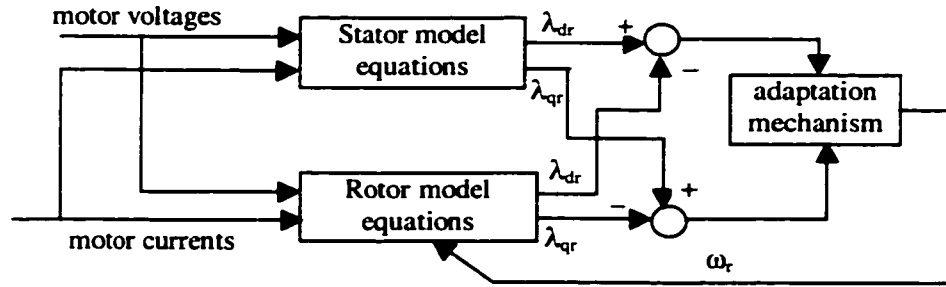 motor voltages
Stator model
equations
λdr
+
−
λqr
adaptation
mechanism
Rotor model
equations
λdr
+
−
λqr
motor currents
ωr